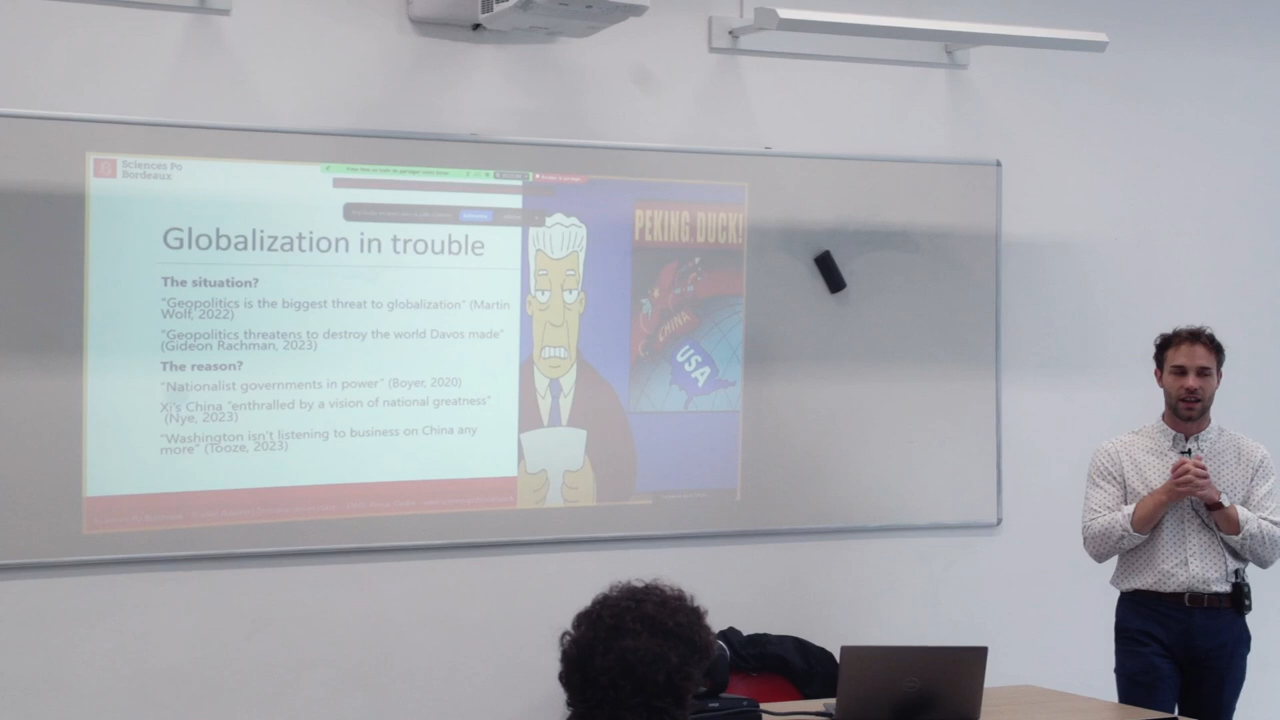 Sciences Po
Bordeaux
Globalization in trouble
The situation?
"Geopolitics is the biggest threat to globalization" (Martin
Wolf, 2022)
"Geopolitics threatens to destroy the world Davos made"
(Gideon Rachman, 2023)
The reason?
"Nationalist governments in power" (Boyer, 2020)
Xi's China "enthralled by a vision of national greatness"
(Nye, 2023)
"Washington isn't listening to business on China any
more" (Tooze, 2023)
PEKING, DUCK!
CHINA
USA
DELL